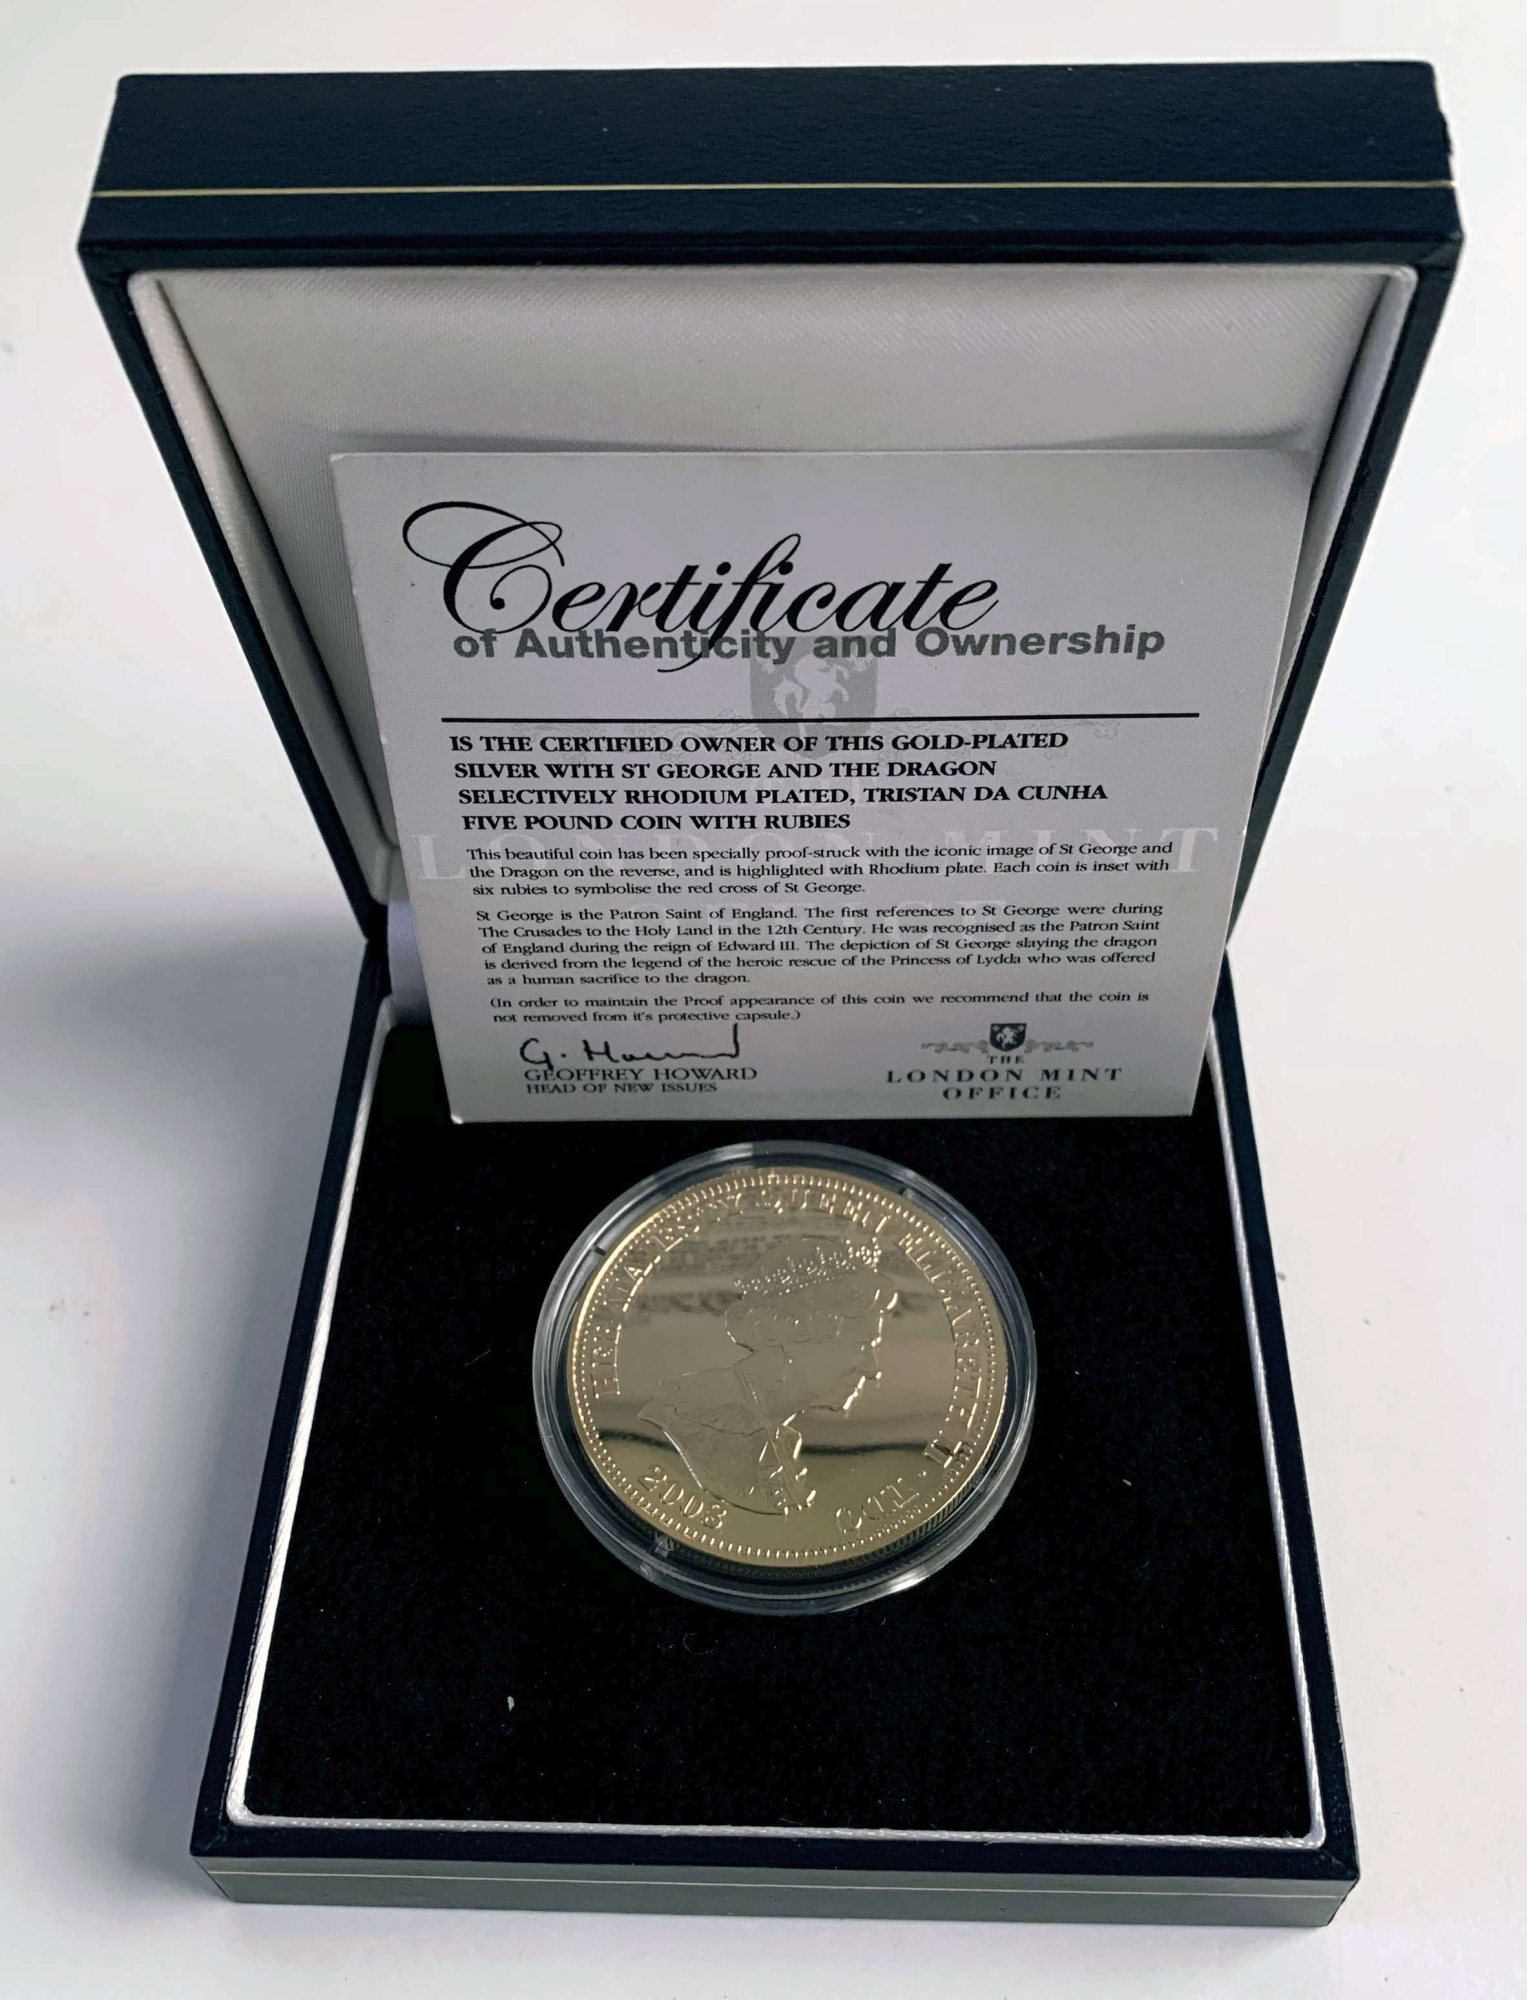 Certificate
of Authenticity and Ownership
IS THE CERTIFIED OWNER OF THIS GOLD-PLATED
SILVER WITH ST GEORGE AND THE DRAGON
SELECTIVELY RHODIUM PLATED, TRISTAN DA CUNHA
FIVE POUND COIN WITH RUBIES
This beautiful coin has been specially proof-struck with the iconic image of St George and
the Dragon on the reverse, and is highlighted with Rhodium plate. Each coin is inset with
six rubies to symbolise the red cross of St George.
St George is the Patron Saint of England. The first references to St George were during
The Crusades to the Holy Land in the 12th Century. He was recognised as the Patron Saint
of England during the reign of Edward III. The depiction of St George slaying the dragon
is derived from the legend of the heroic rescue of the Princess of Lydda who was offered
as a human sacrifice to the dragon.
(In order to maintain the Proof appearance of this coin we recommend that the coin is
not removed from it's protective capsule.)
G. Howard
GEOFFREY HOWARD
HEAD OF NEW ISSUES
THE
LONDON MINT
OFFICE
LONDON MINT
HER MAJESTY QUEEN ELIZABETH II · TDC
2008